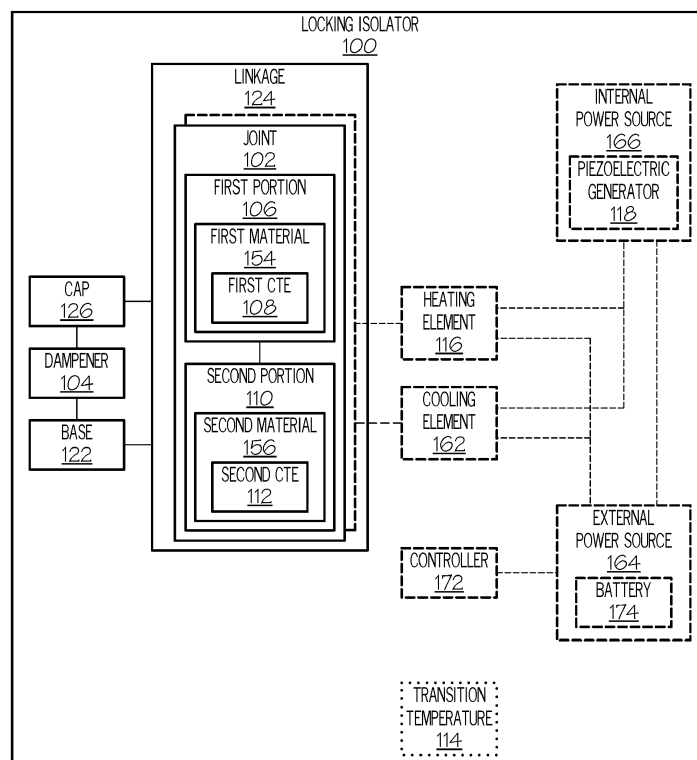 LOCKING ISOLATOR
100
LINKAGE
124
JOINT
102
FIRST PORTION
106
FIRST MATERIAL
154
FIRST CTE
108
SECOND PORTION
110
SECOND MATERIAL
156
SECOND CTE
112
CAP
126
DAMPENER
104
BASE
122
HEATING
ELEMENT
116
COOLING
ELEMENT
162
CONTROLLER
172
INTERNAL
POWER SOURCE
166
PIEZOELECTRIC
GENERATOR
118
EXTERNAL
POWER SOURCE
164
BATTERY
174
TRANSITION
TEMPERATURE
114